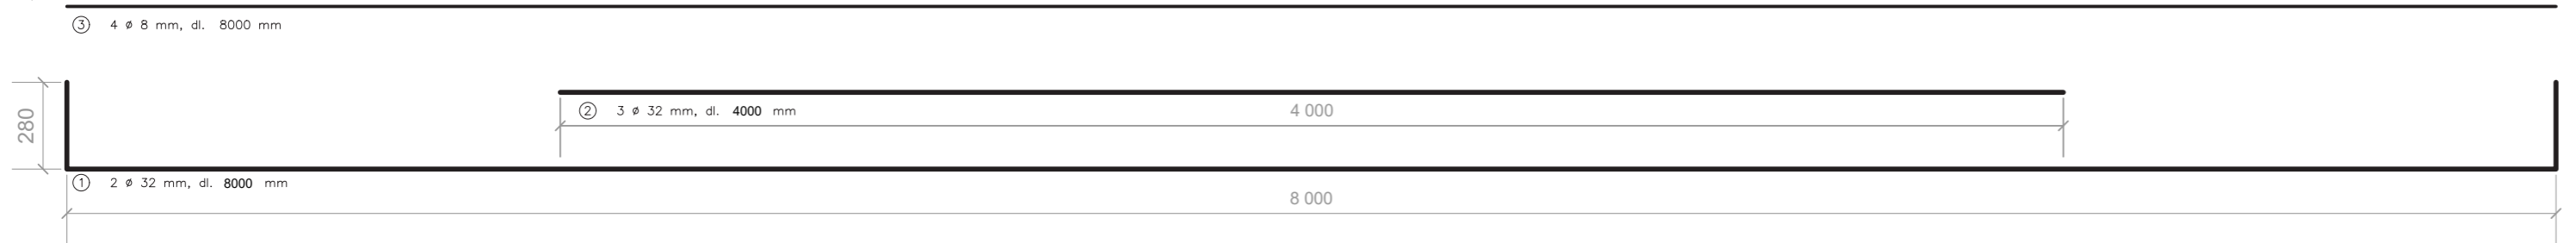 ③ 4 ø 8 mm, dl. 8000 mm
280
② 3 ø 32 mm, dl. 4000 mm
4 000
① 2 ø 32 mm, dl. 8000 mm
8 000